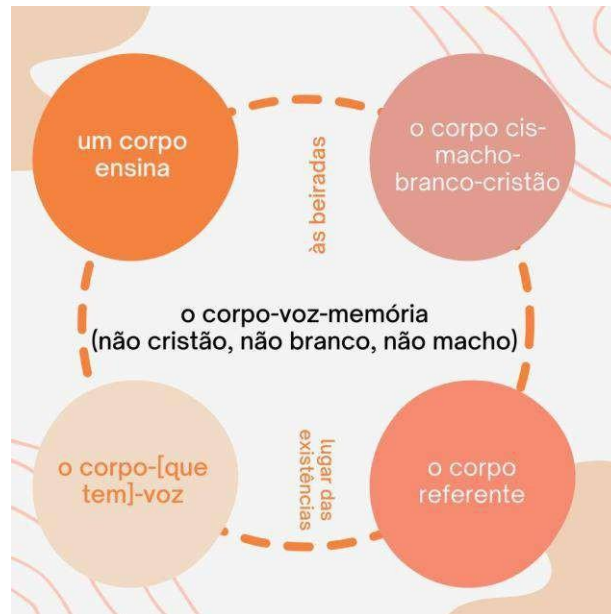 um corpo
ensina
o corpo cis-
macho-
branco-cristão
às beiradas
o corpo-voz-memória
(não cristão, não branco, não macho)
o corpo-[que
tem]-voz
lugar das
existências
o corpo
referente